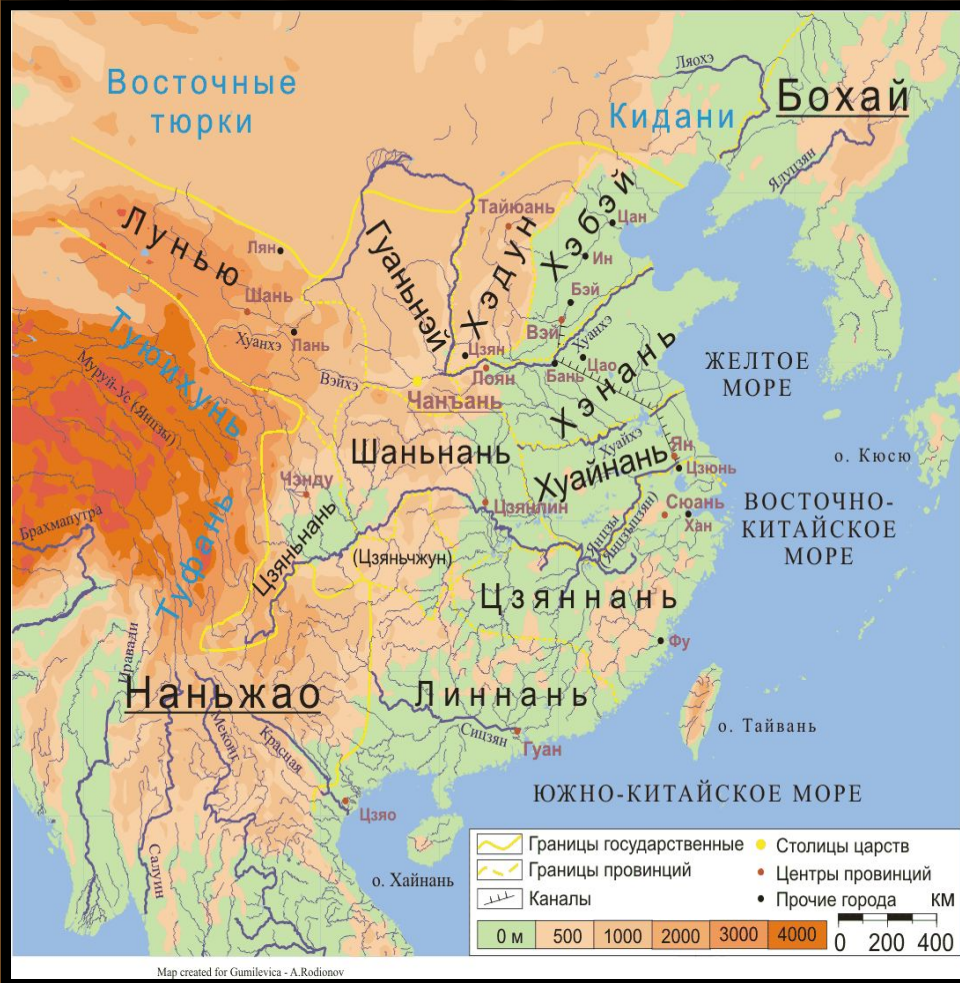 Восточные
тюрки
Ляохэ
Бохай
Кидани
Ялуцзян
Лунью
Лян
Шань
Хуанхэ
Лань
Гуаньнэй
Тайюань
Хэдун
Хэбэй
Цан
Ин
Бэй
Вэй
Хуанхэ
Цзян
Лоян
Бань
Цао
Хэнань
ЖЕЛТОЕ
МОРЕ
Туюйхунь
Муруй-Ус (Янцзы)
Вэйхэ
Чанъань
Шаньнань
Хуайхэ
Хуайнань
Ян
Цзюнь
о. Кюсю
Чэнду
Цзянлин
Сюань
Хан
ВОСТОЧНО-
КИТАЙСКОЕ
МОРЕ
Брахмапутра
Туфань
Цзяньнань
(Цзяньчжун)
Янцзы
(Янцзыцзян)
Цзяннань
Фу
Иравади
Наньжао
Линнань
Меконг
Красная
Сицзян
Гуан
о. Тайвань
Цзяо
ЮЖНО-КИТАЙСКОЕ МОРЕ
Салуин
о. Хайнань
Границы государственные
Границы провинций
Каналы
Столицы царств
Центры провинций
Прочие города
КМ
0 м 500 1000 2000 3000 4000
0 200 400
Map created for Gumilevica - A.Rodionov